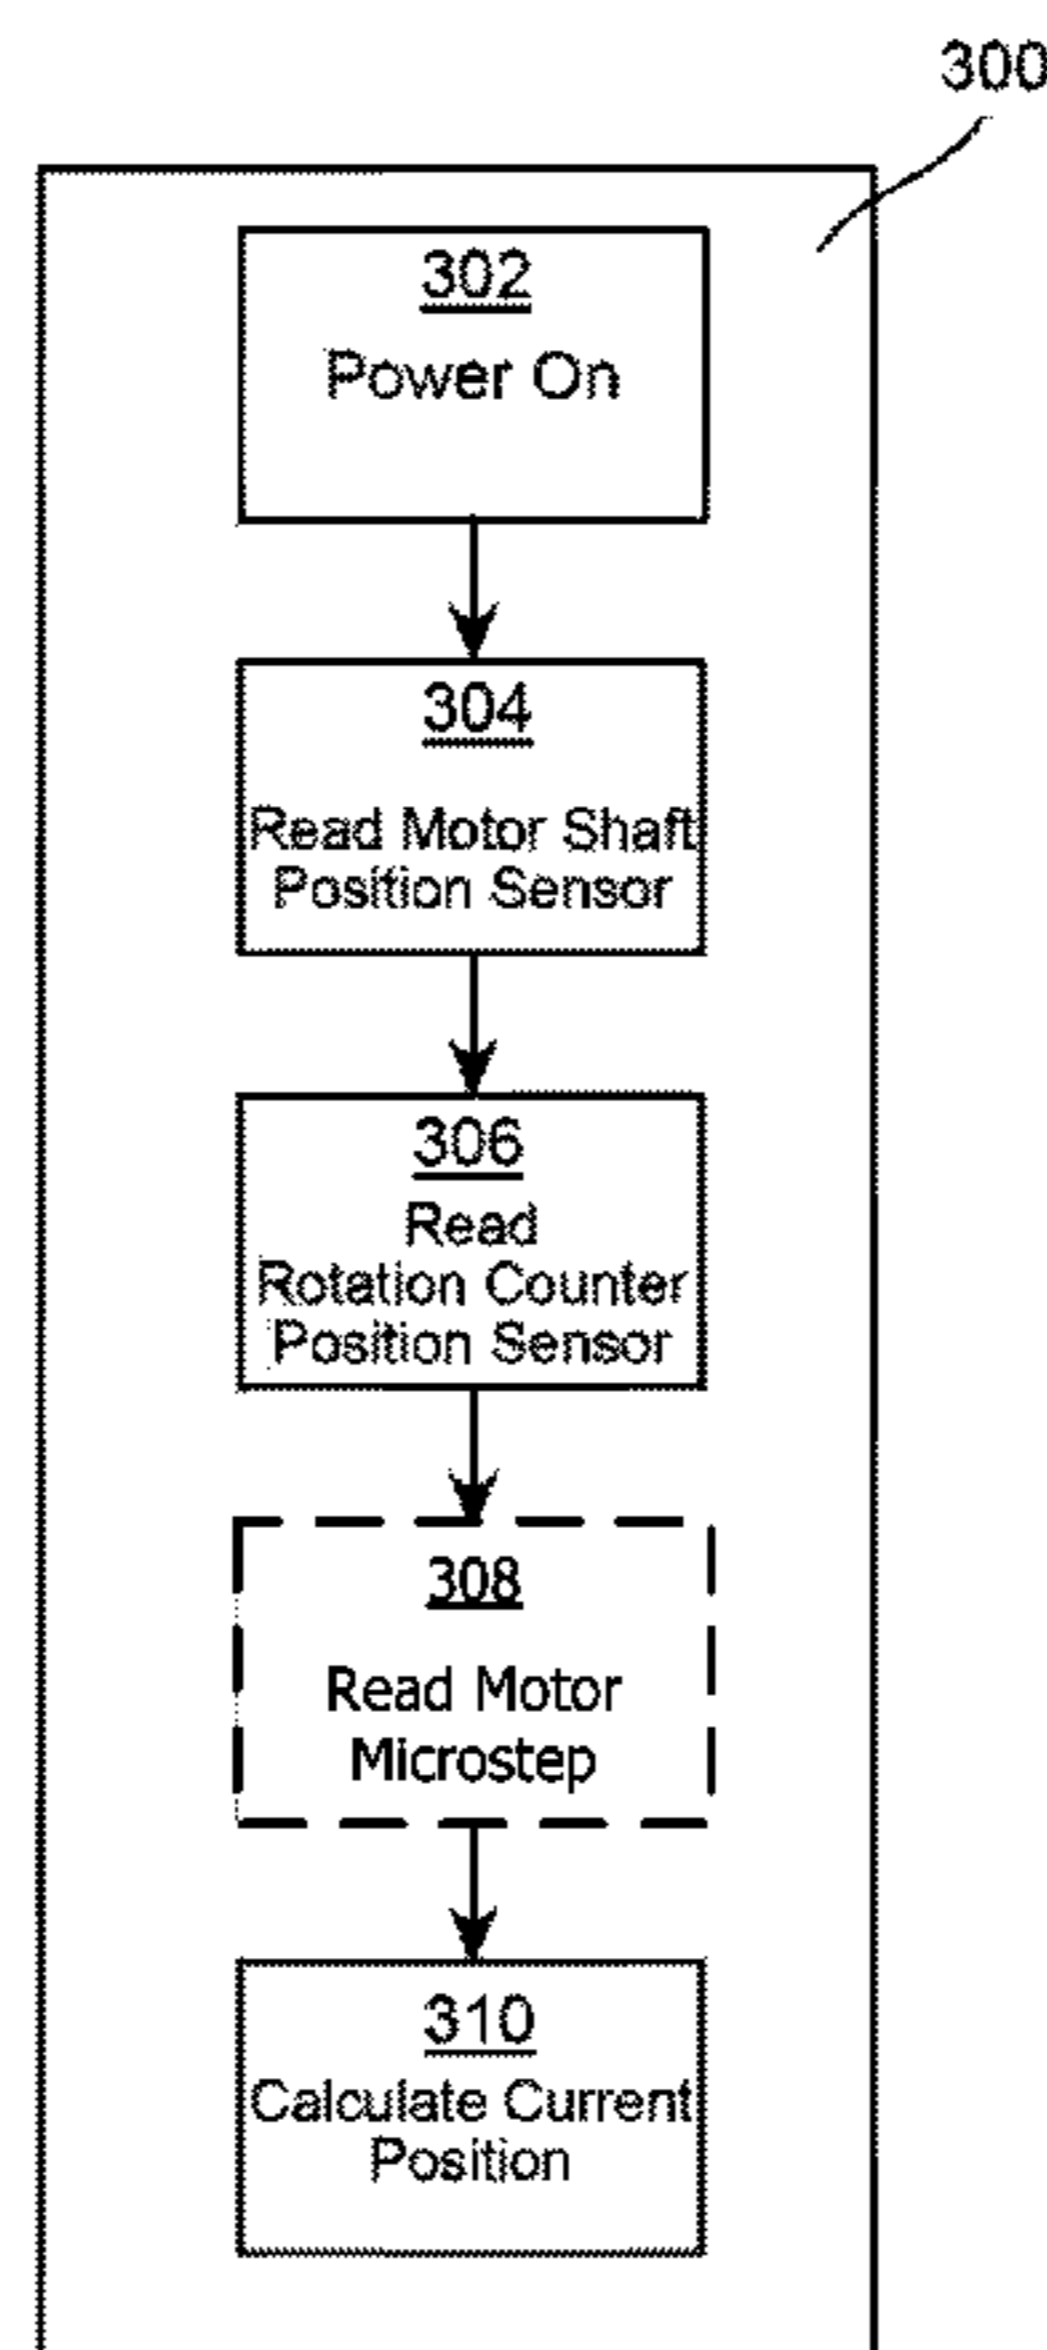 300
302
Power On
304
Read Motor Shaft
Position Sensor
306
Read
Rotation Counter
Position Sensor
308
Read Motor
Microstep
310
Calculate Current
Position